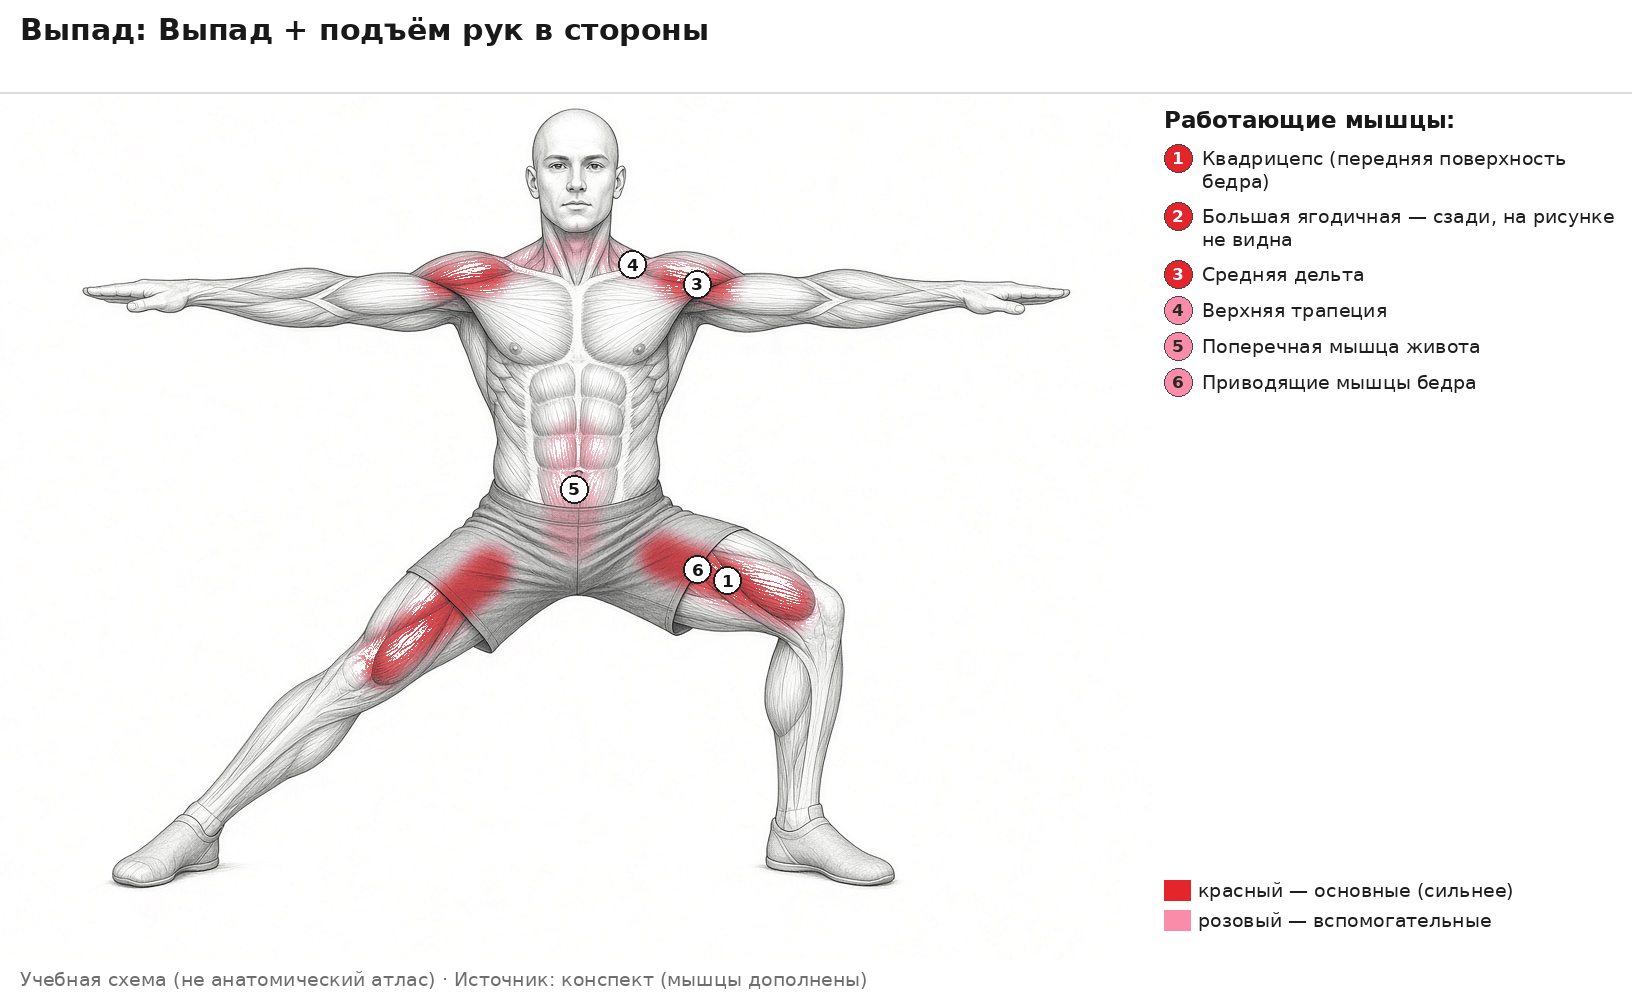 Выпад: Выпад + подъём рук в стороны
Работающие мышцы:
1 Квадрицепс (передняя поверхность
бедра)
2 Большая ягодичная — сзади, на рисунке
не видна
3 Средняя дельта
4 Верхняя трапеция
5 Поперечная мышца живота
6 Приводящие мышцы бедра
4
3
5
6
1
красный — основные (сильнее)
розовый — вспомогательные
Учебная схема (не анатомический атлас) · Источник: конспект (мышцы дополнены)